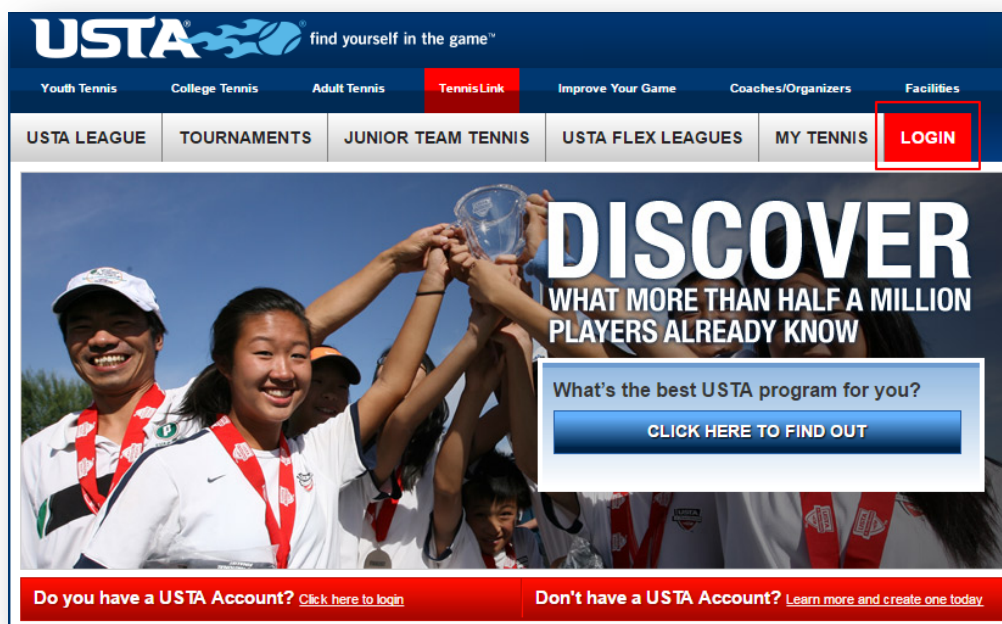 USTA® find yourself in the game™
Youth Tennis College Tennis Adult Tennis TennisLink Improve Your Game Coaches/Organizers Facilities
USTA LEAGUE TOURNAMENTS JUNIOR TEAM TENNIS USTA FLEX LEAGUES MY TENNIS LOGIN
DISCOVER
WHAT MORE THAN HALF A MILLION
PLAYERS ALREADY KNOW
What's the best USTA program for you?
CLICK HERE TO FIND OUT
Do you have a USTA Account? Click here to login
Don't have a USTA Account? Learn more and create one today